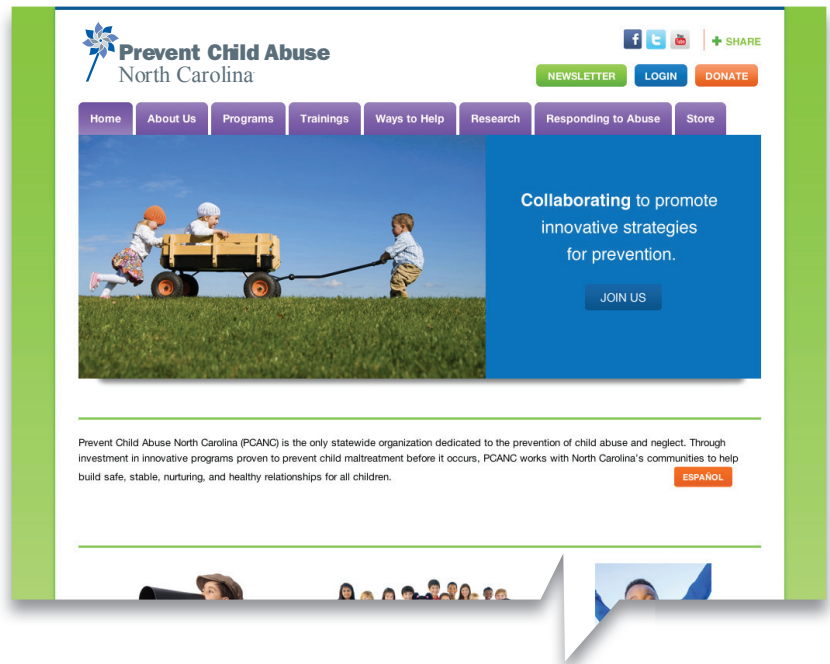 Prevent Child Abuse
North Carolina
f t You Tube + SHARE
NEWSLETTER LOGIN DONATE
Home About Us Programs Trainings Ways to Help Research Responding to Abuse Store
Collaborating to promote
innovative strategies
for prevention.
JOIN US
Prevent Child Abuse North Carolina (PCANC) is the only statewide organization dedicated to the prevention of child abuse and neglect. Through
investment in innovative programs proven to prevent child maltreatment before it occurs, PCANC works with North Carolina's communities to help
build safe, stable, nurturing, and healthy relationships for all children.
ESPAÑOL